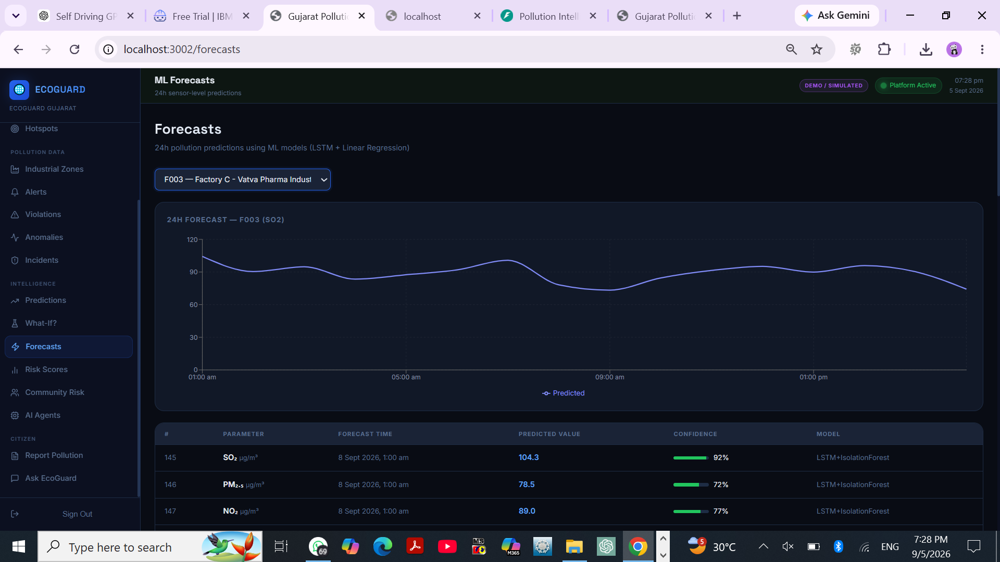 Self Driving GP
Free Trial | IBM
Gujarat Polluti
localhost
Pollution Intell
Gujarat Polluti
Ask Gemini
localhost:3002/forecasts
ECOGUARD
ECOGUARD GUJARAT
Hotspots
POLLUTION DATA
Industrial Zones
Alerts
Violations
Anomalies
Incidents
INTELLIGENCE
Predictions
What-If?
Forecasts
Risk Scores
Community Risk
AI Agents
CITIZEN
Report Pollution
Ask EcoGuard
Sign Out
ML Forecasts
24h sensor-level predictions
DEMO / SIMULATED
Platform Active
07:28 pm
5 Sept 2026
Forecasts
24h pollution predictions using ML models (LSTM + Linear Regression)
F003 — Factory C - Vatva Pharma Indust
24H FORECAST — F003 (SO2)
120
90
60
30
0
01:00 am 05:00 am 09:00 am 01:00 pm
Predicted
# PARAMETER FORECAST TIME PREDICTED VALUE CONFIDENCE MODEL
145 SO₂ µg/m³ 8 Sept 2026, 1:00 am 104.3 92% LSTM+IsolationForest
146 PM₂.₅ µg/m³ 8 Sept 2026, 1:00 am 78.5 72% LSTM+IsolationForest
147 NO₂ µg/m³ 8 Sept 2026, 1:00 am 89.0 77% LSTM+IsolationForest
Type here to search
69
MS
M365
5
30°C
ENG
7:28 PM
9/5/2026